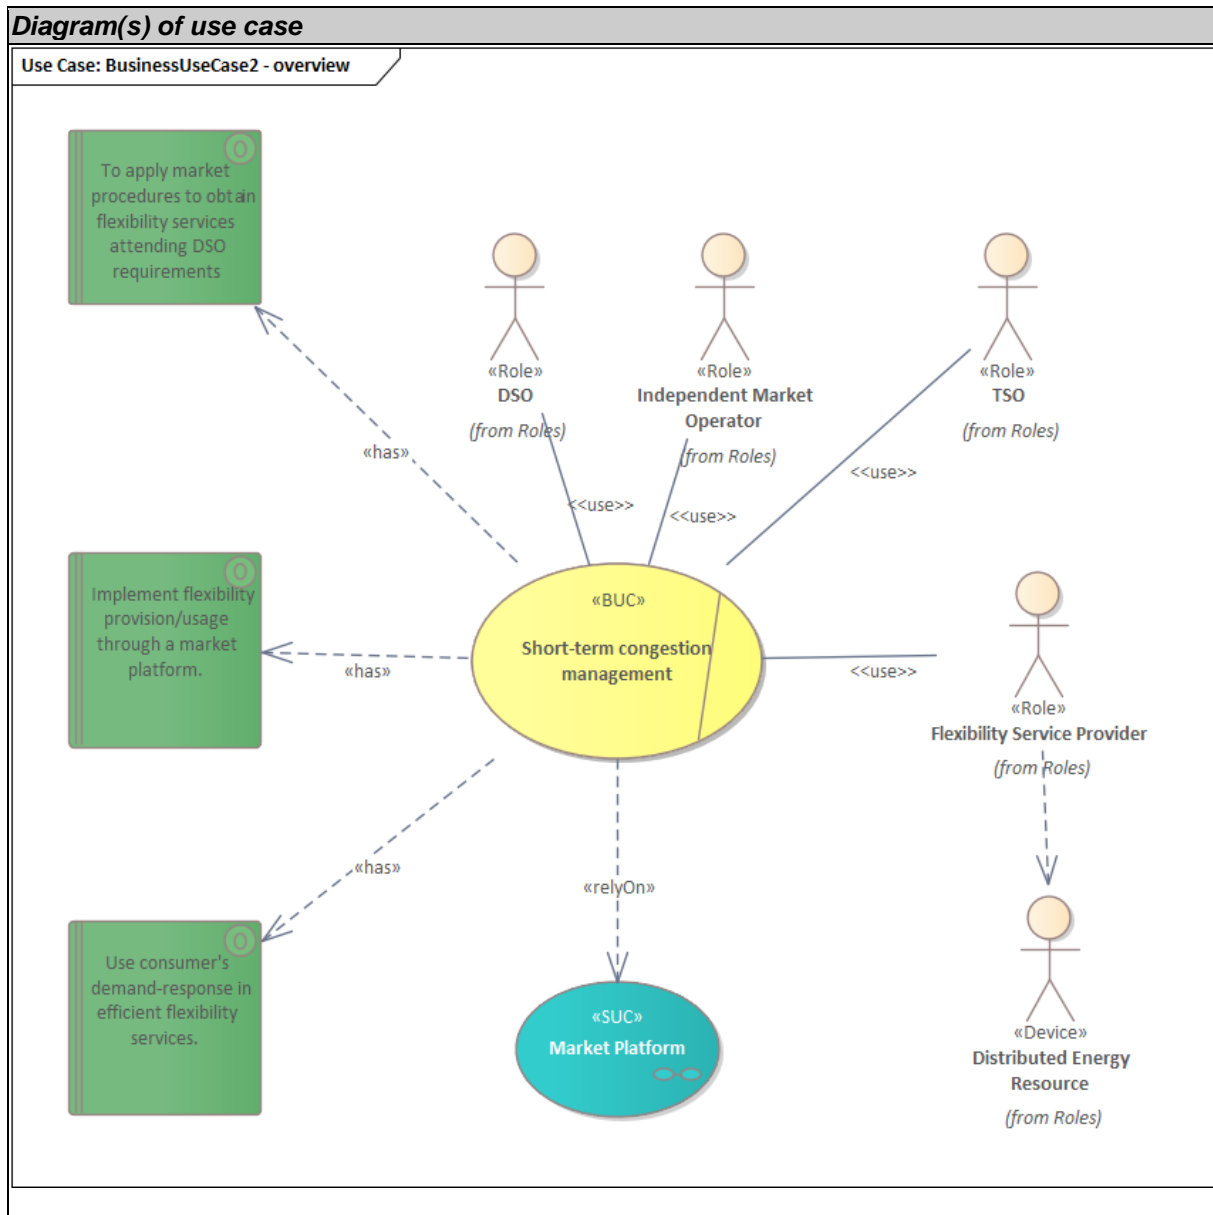 Diagram(s) of use case
Use Case: BusinessUseCase2 - overview
O
To apply market
procedures to obtain
flexibility services
attending DSO
requirements
«Role»
DSO
(from Roles)
«Role»
Independent Market
Operator
(from Roles)
«Role»
TSO
(from Roles)
«has»
<<use>>
<<use>>
<<use>>
O
Implement flexibility
provision/usage
through a market
platform.
«has»
«BUC»
Short-term congestion
management
<<use>>
«Role»
Flexibility Service Provider
(from Roles)
«has»
«relyOn»
O
Use consumer's
demand-response in
efficient flexibility
services.
«SUC»
Market Platform
«Device»
Distributed Energy
Resource
(from Roles)